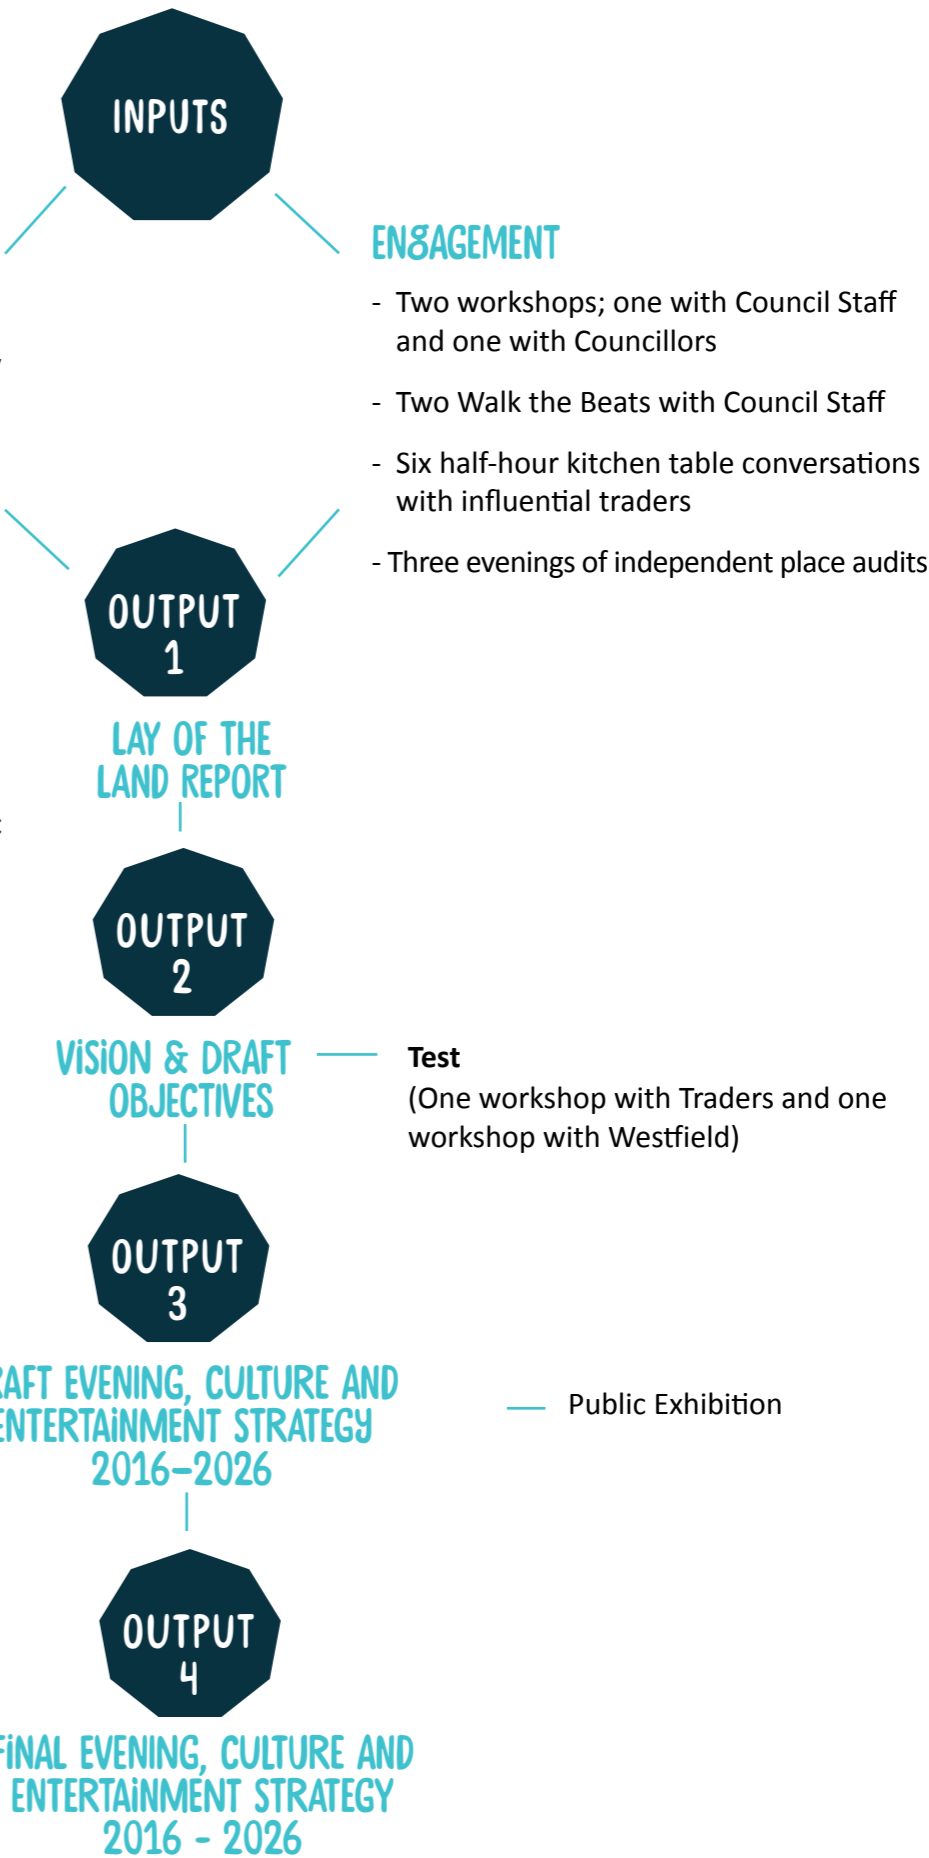 INPUTS
ENGAGEMENT
- Two workshops; one with Council Staff
and one with Councillors
- Two Walk the Beats with Council Staff
- Six half-hour kitchen table conversations
with influential traders
- Three evenings of independent place audits
OUTPUT
1
LAY OF THE
LAND REPORT
OUTPUT
2
ViSiON & DRAFT
OBJECTiVES
Test
(One workshop with Traders and one
workshop with Westfield)
OUTPUT
3
EVENiNG, CULTURE AND
STRATEGY
2016–2026
Public Exhibition
OUTPUT
4
FiNAL EVENiNG, CULTURE AND
ENTERTAiNMENT STRATEGY
2016 - 2026